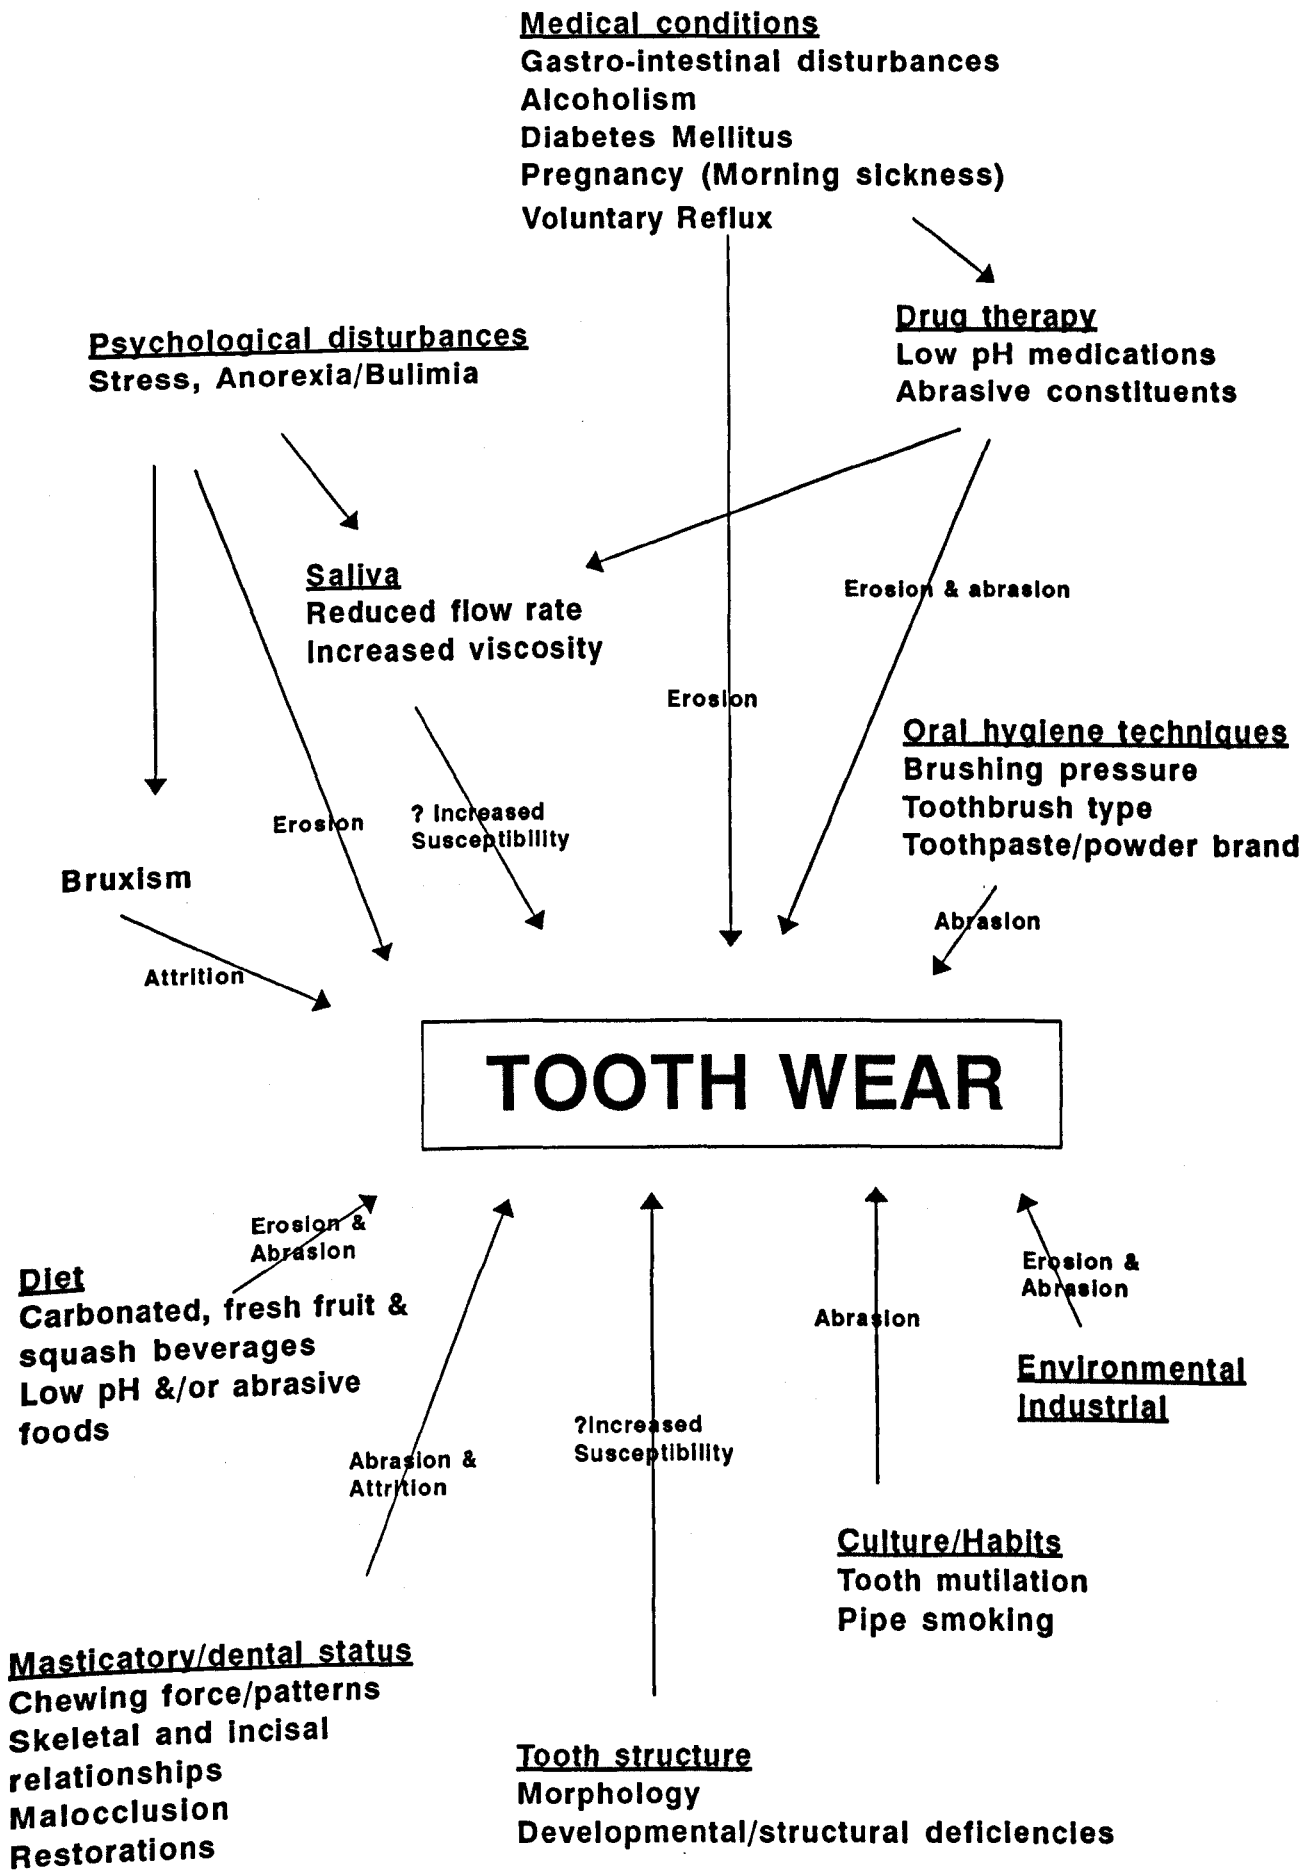 Medical conditions
Gastro-intestinal disturbances
Alcoholism
Diabetes Mellitus
Pregnancy (Morning sickness)
Voluntary Reflux
Psychological disturbances
Stress, Anorexia/Bulimia
Drug therapy
Low pH medications
Abrasive constituents
Saliva
Reduced flow rate
Increased viscosity
Erosion & abrasion
Erosion
Oral hygiene techniques
Brushing pressure
Toothbrush type
Toothpaste/powder brand
Erosion
? Increased
Susceptibility
Bruxism
Abrasion
Attrition
TOOTH WEAR
Erosion &
Abrasion
Diet
Carbonated, fresh fruit &
squash beverages
Low pH &/or abrasive
foods
Erosion &
Abrasion
Abrasion
Environmental
Industrial
?Increased
Susceptibility
Abrasion &
Attrition
Culture/Habits
Tooth mutilation
Pipe smoking
Masticatory/dental status
Chewing force/patterns
Skeletal and incisal
relationships
Malocclusion
Restorations
Tooth structure
Morphology
Developmental/structural deficiencies